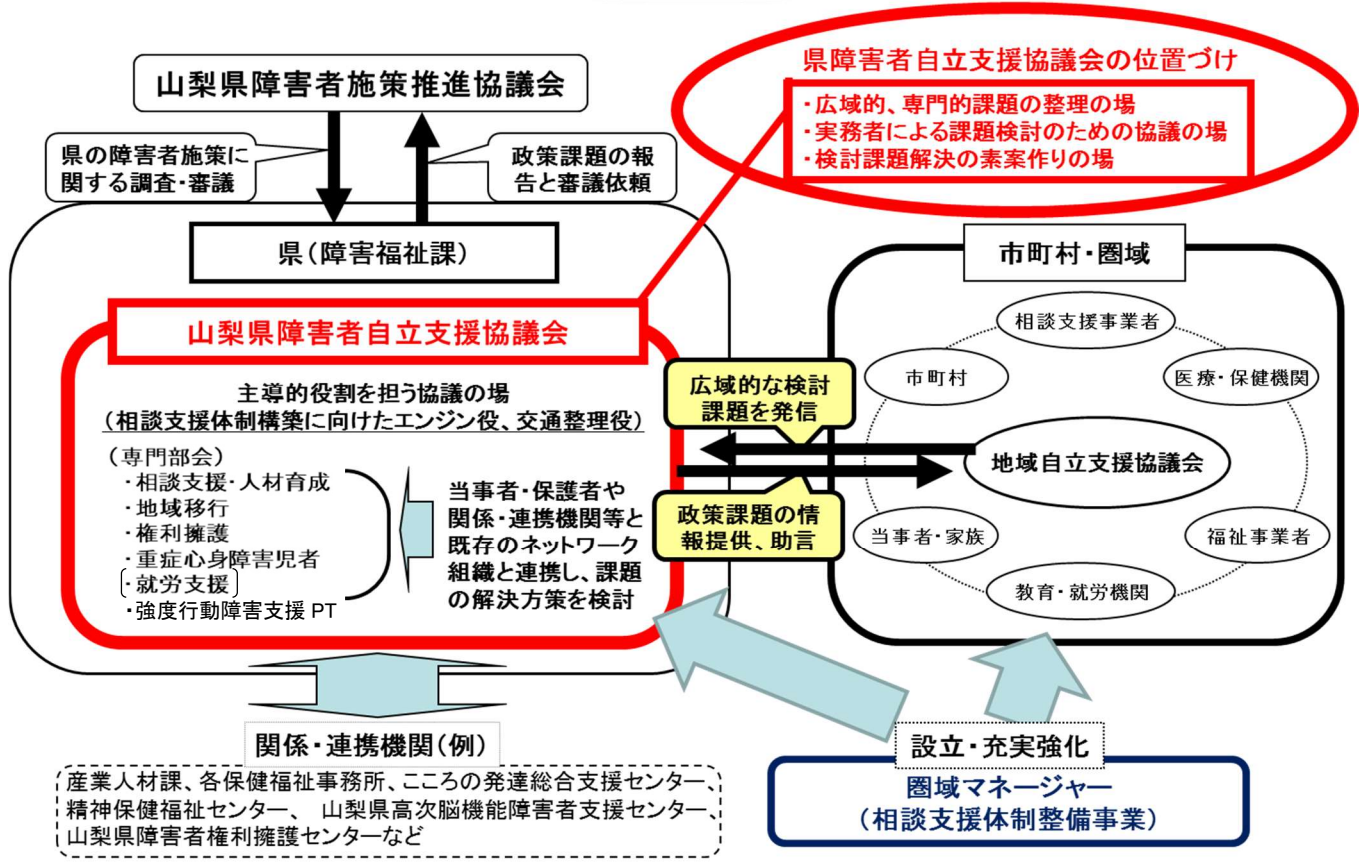 県障害者自立支援協議会の位置づけ
・広域的、専門的課題の整理の場
・実務者による課題検討のための協議の場
・検討課題解決の素案作りの場
山梨県障害者施策推進協議会
県の障害者施策に
関する調査・審議
政策課題の報
告と審議依頼
県(障害福祉課)
山梨県障害者自立支援協議会
主導的役割を担う協議の場
(相談支援体制構築に向けたエンジン役、交通整理役)
(専門部会)
・相談支援・人材育成
・地域移行
・権利擁護
・重症心身障害児者
・就労支援
・強度行動障害支援 PT
当事者・保護者や
関係・連携機関等と
既存のネットワーク
組織と連携し、課題
の解決方策を検討
広域的な検討
課題を発信
政策課題の情
報提供、助言
市町村・圏域
相談支援事業者
市町村
医療・保健機関
地域自立支援協議会
当事者・家族
福祉事業者
教育・就労機関
関係・連携機関(例)
産業人材課、各保健福祉事務所、こころの発達総合支援センター、
精神保健福祉センター、 山梨県高次脳機能障害者支援センター、
山梨県障害者権利擁護センターなど
設立・充実強化
圏域マネージャー
(相談支援体制整備事業)